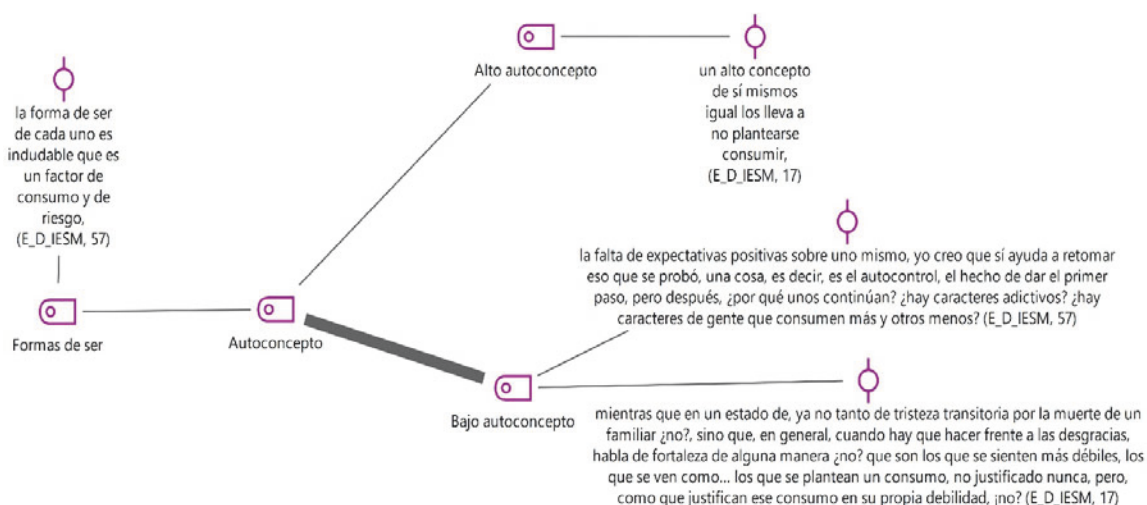 Alto autoconcepto
un alto concepto
de sí mismos
igual los lleva a
no plantearse
consumir,
(E_D_IESM, 17)
la forma de ser
de cada uno es
indudable que es
un factor de
consumo y de
riesgo,
(E_D_IESM, 57)
la falta de expectativas positivas sobre uno mismo, yo creo que sí ayuda a retomar
eso que se probó, una cosa, es decir, es el autocontrol, el hecho de dar el primer
paso, pero después, ¿por qué unos continúan? ¿hay caracteres adictivos? ¿hay
caracteres de gente que consumen más y otros menos? (E_D_IESM, 57)
Formas de ser
Autoconcepto
Bajo autoconcepto
mientras que en un estado de, ya no tanto de tristeza transitoria por la muerte de un
familiar ¿no?, sino que, en general, cuando hay que hacer frente a las desgracias,
habla de fortaleza de alguna manera ¿no? que son los que se sienten más débiles, los
que se ven como... los que se plantean un consumo, no justificado nunca, pero,
como que justifican ese consumo en su propia debilidad, ¡no? (E_D_IESM, 17)